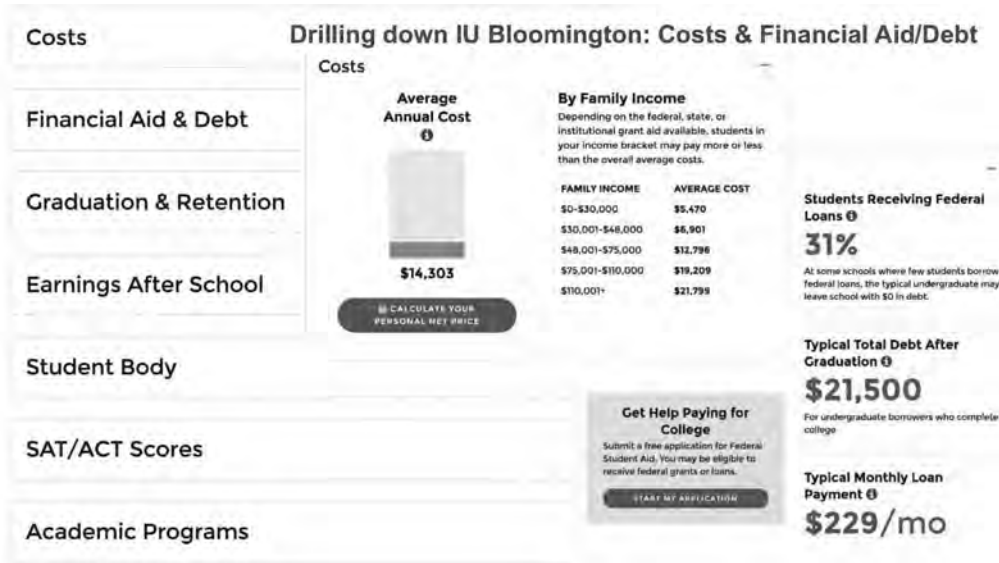 Drilling down IU Bloomington: Costs & Financial Aid/Debt
Costs
Financial Aid & Debt
Graduation & Retention
Earnings After School
Student Body
SAT/ACT Scores
Academic Programs
Costs
Average
Annual Cost
$14,303
CALCULATE YOUR
PERSONAL NET PRICE
By Family Income
Depending on the federal, state, or
institutional grant aid available, students in
your income bracket may pay more or less
than the overall average costs.
FAMILY INCOME AVERAGE COST
$0-$30,000 $5,470
$30,001-$48,000 $6,901
$48,001-$75,000 $12,796
$75,001-$110,000 $19,209
$110,001+ $21,799
Get Help Paying for
College
Submit a free application for Federal
Student Aid. You may be eligible to
receive federal grants or loans.
START MY APPLICATION
Students Receiving Federal
Loans
31%
At some schools where few students borrow
federal loans, the typical undergraduate may
leave school with $0 in debt.
Typical Total Debt After
Graduation
$21,500
For undergraduate borrowers who complete
college
Typical Monthly Loan
Payment
$229/mo